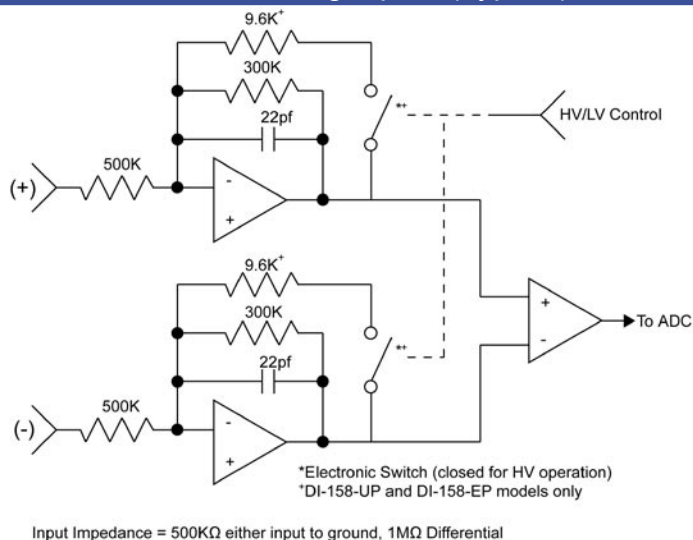 9.6K⁺
300K
22pf
500K
(+)
-
+
*⁺
HV/LV Control
9.6K⁺
300K
22pf
500K
(-)
-
+
*⁺
+
-
To ADC
*Electronic Switch (closed for HV operation)
⁺DI-158-UP and DI-158-EP models only
Input Impedance = 500KΩ either input to ground, 1MΩ Differential